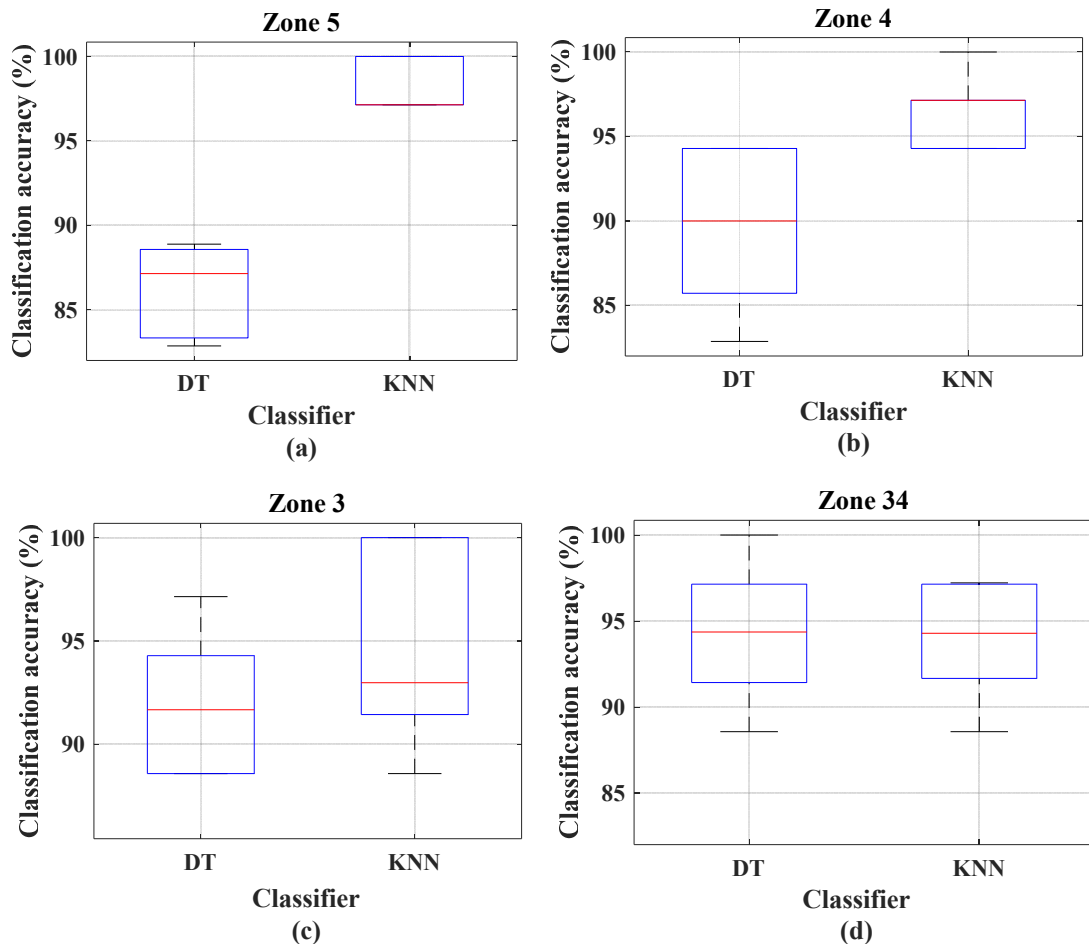 Zone 5
Classification accuracy (%)
100
95
90
85
DT
KNN
Classifier
(a)
Zone 4
Classification accuracy (%)
100
95
90
85
DT
KNN
Classifier
(b)
Zone 3
Classification accuracy (%)
100
95
90
DT
KNN
Classifier
(c)
Zone 34
Classification accuracy (%)
100
95
90
85
DT
KNN
Classifier
(d)